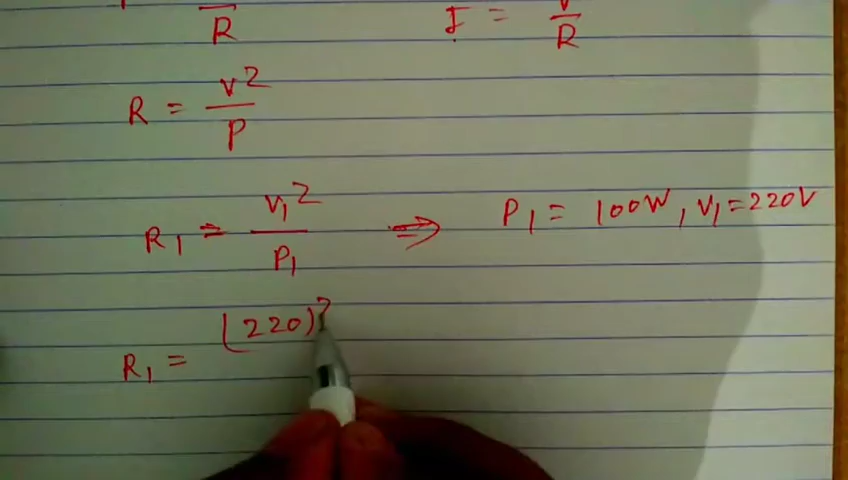 R I = V/R
R = V²/P
R₁ = V₁²/P₁ ⇒ P₁ = 100W, V₁ = 220V
R₁ = (220)²